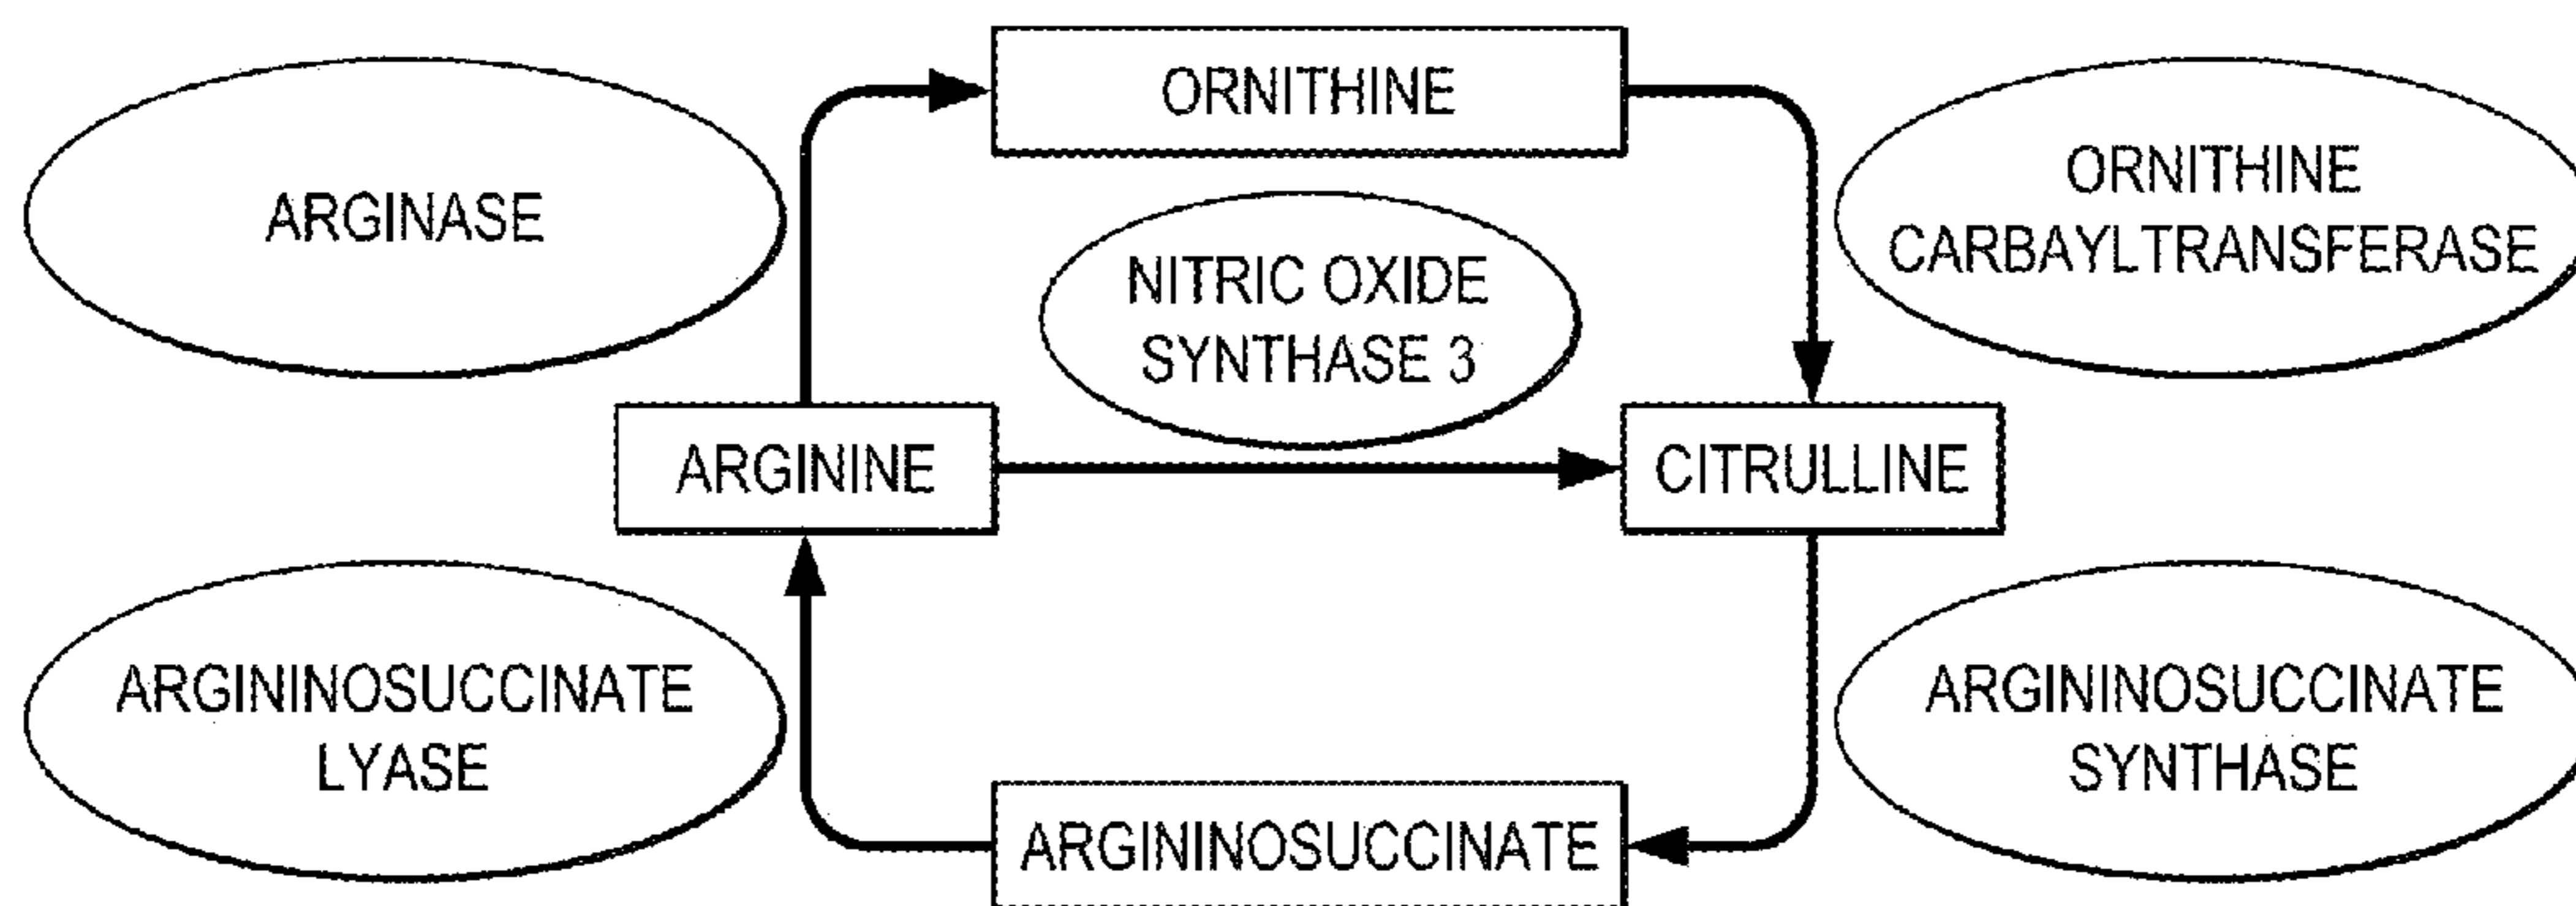 ORNITHINE
ARGINASE
ORNITHINE
CARBAYLTRANSFERASE
NITRIC OXIDE
SYNTHASE 3
ARGININE
CITRULLINE
ARGININOSUCCINATE
LYASE
ARGININOSUCCINATE
SYNTHASE
ARGININOSUCCINATE